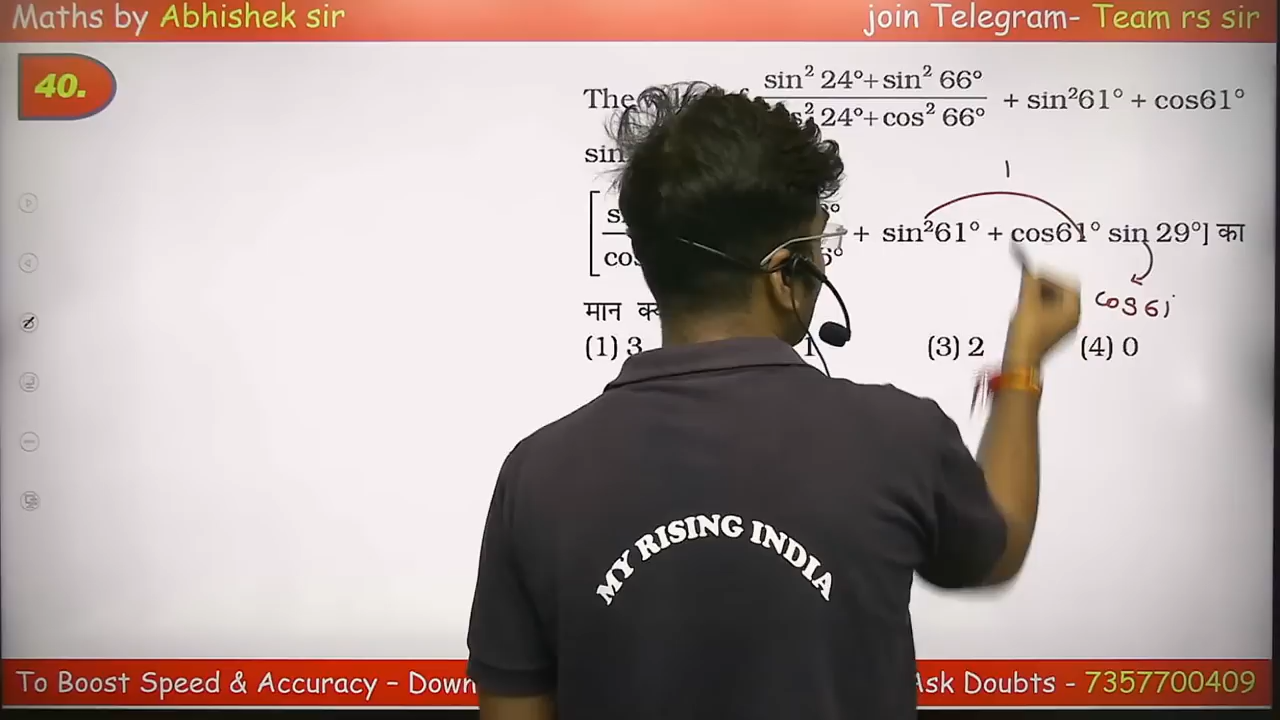 Maths by Abhishek sir
join Telegram- Team rs sir
40.
The sin² 24°+sin² 66° + sin²61° + cos61°
24°+cos² 66°
sin
+ sin²61° + cos61° sin 29°] का
1
cos 61
मान
(1) 3 1 (3) 2 (4) 0
MY RISING INDIA
To Boost Speed & Accuracy – Down
Ask Doubts - 7357700409